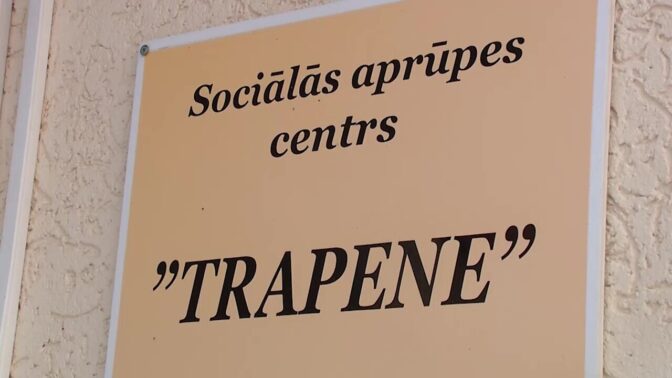 Sociālās aprūpes
centrs
”TRAPENE”